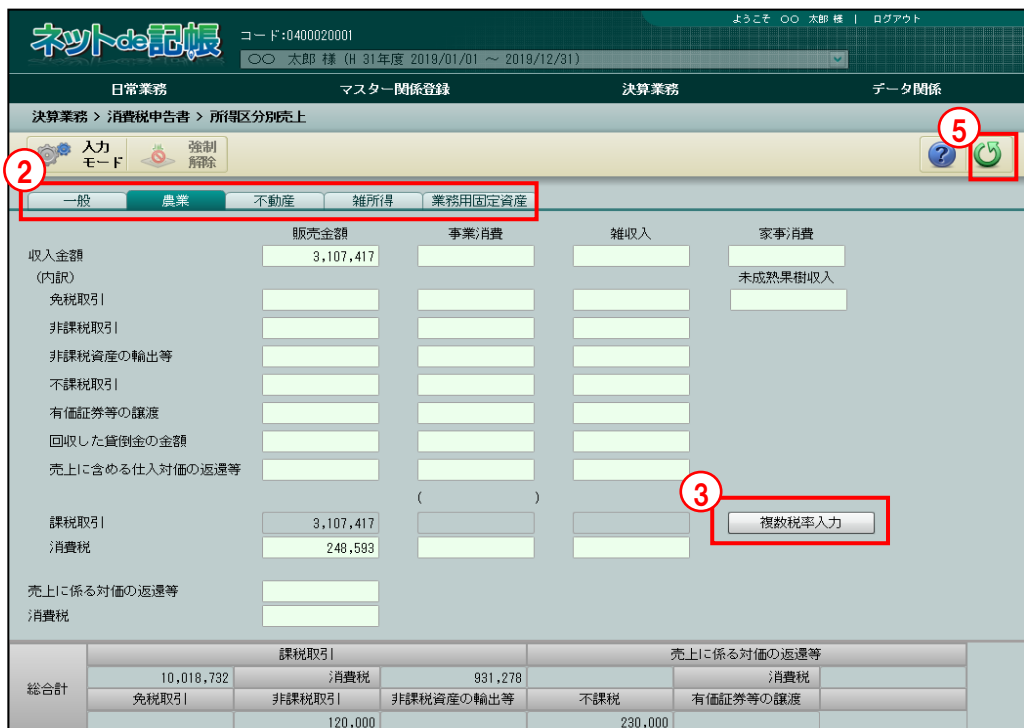 ようこそ 〇〇 太郎 様 | ログアウト
ネットde記帳
コード:0400020001
〇〇 太郎 様 (H 31年度 2019/01/01 ～ 2019/12/31)
日常業務 マスター関係登録 決算業務 データ関係
決算業務 > 消費税申告書 > 所得区分別売上
5
入力モード 強制解除 ?
2
一般 農業 不動産 雑所得 業務用固定資産
販売金額 事業消費 雑収入 家事消費
収入金額 3,107,417
(内訳) 未成熟果樹収入
免税取引
非課税取引
非課税資産の輸出等
不課税取引
有価証券等の譲渡
回収した貸倒金の金額
売上に含める仕入対価の返還等
( )
3
課税取引 3,107,417 複数税率入力
消費税 248,593
売上に係る対価の返還等
消費税
課税取引 売上に係る対価の返還等
総合計 10,018,732 消費税 931,278 消費税
免税取引 非課税取引 非課税資産の輸出等 不課税 有価証券等の譲渡
120,000 230,000